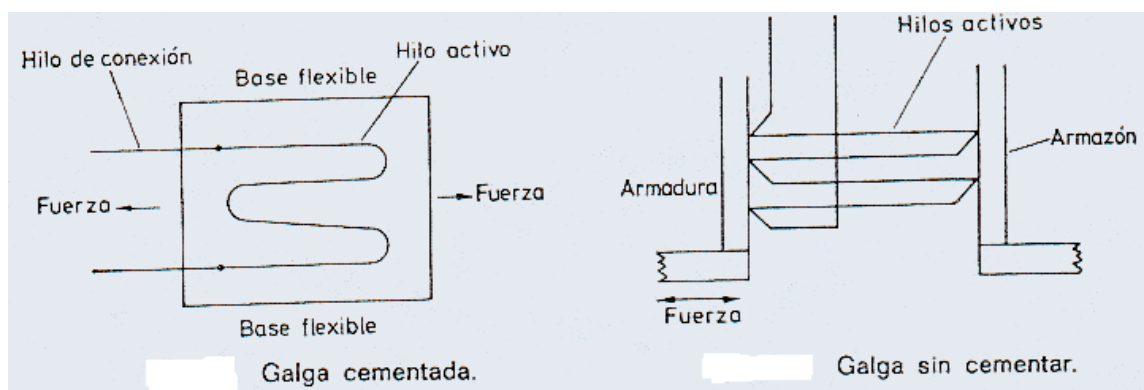 Hilo de conexión
Hilo activo
Base flexible
Fuerza
Fuerza
Base flexible
Galga cementada.
Hilos activos
Armazón
Armadura
Fuerza
Galga sin cementar.